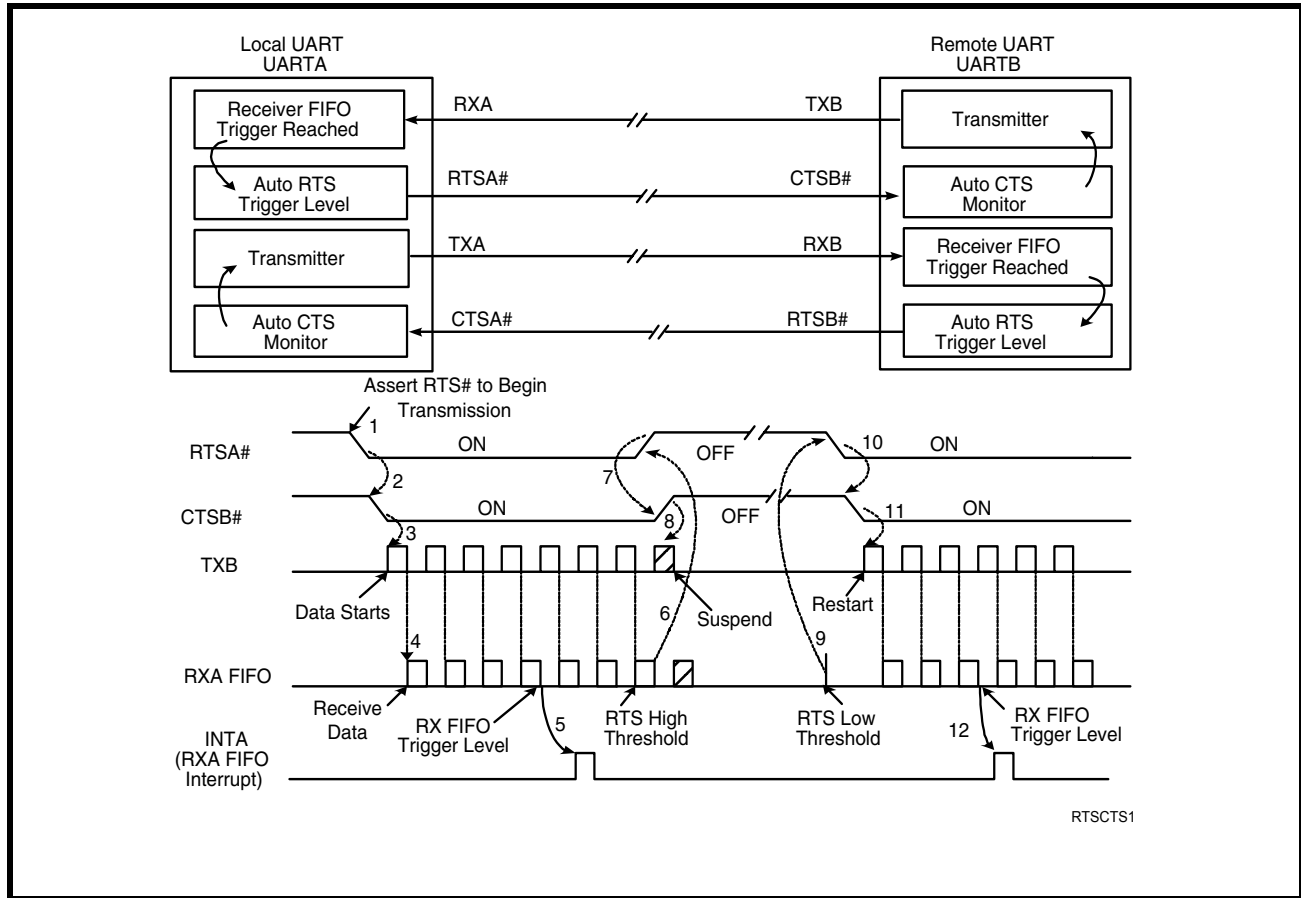 Local UART
UARTA
Remote UART
UARTB
Receiver FIFO
Trigger Reached
RXA
TXB
Transmitter
Auto RTS
Trigger Level
RTSA#
CTSB#
Auto CTS
Monitor
Transmitter
TXA
RXB
Receiver FIFO
Trigger Reached
Auto CTS
Monitor
CTSA#
RTSB#
Auto RTS
Trigger Level
Assert RTS# to Begin
Transmission
RTSA#
1
ON
7
OFF
10
ON
2
CTSB#
ON
8
OFF
11
ON
3
TXB
Data Starts
6
Suspend
Restart
4
9
RXA FIFO
Receive
Data
RX FIFO
Trigger Level
5
RTS High
Threshold
RTS Low
Threshold
12
RX FIFO
Trigger Level
INTA
(RXA FIFO
Interrupt)
RTSCTS1